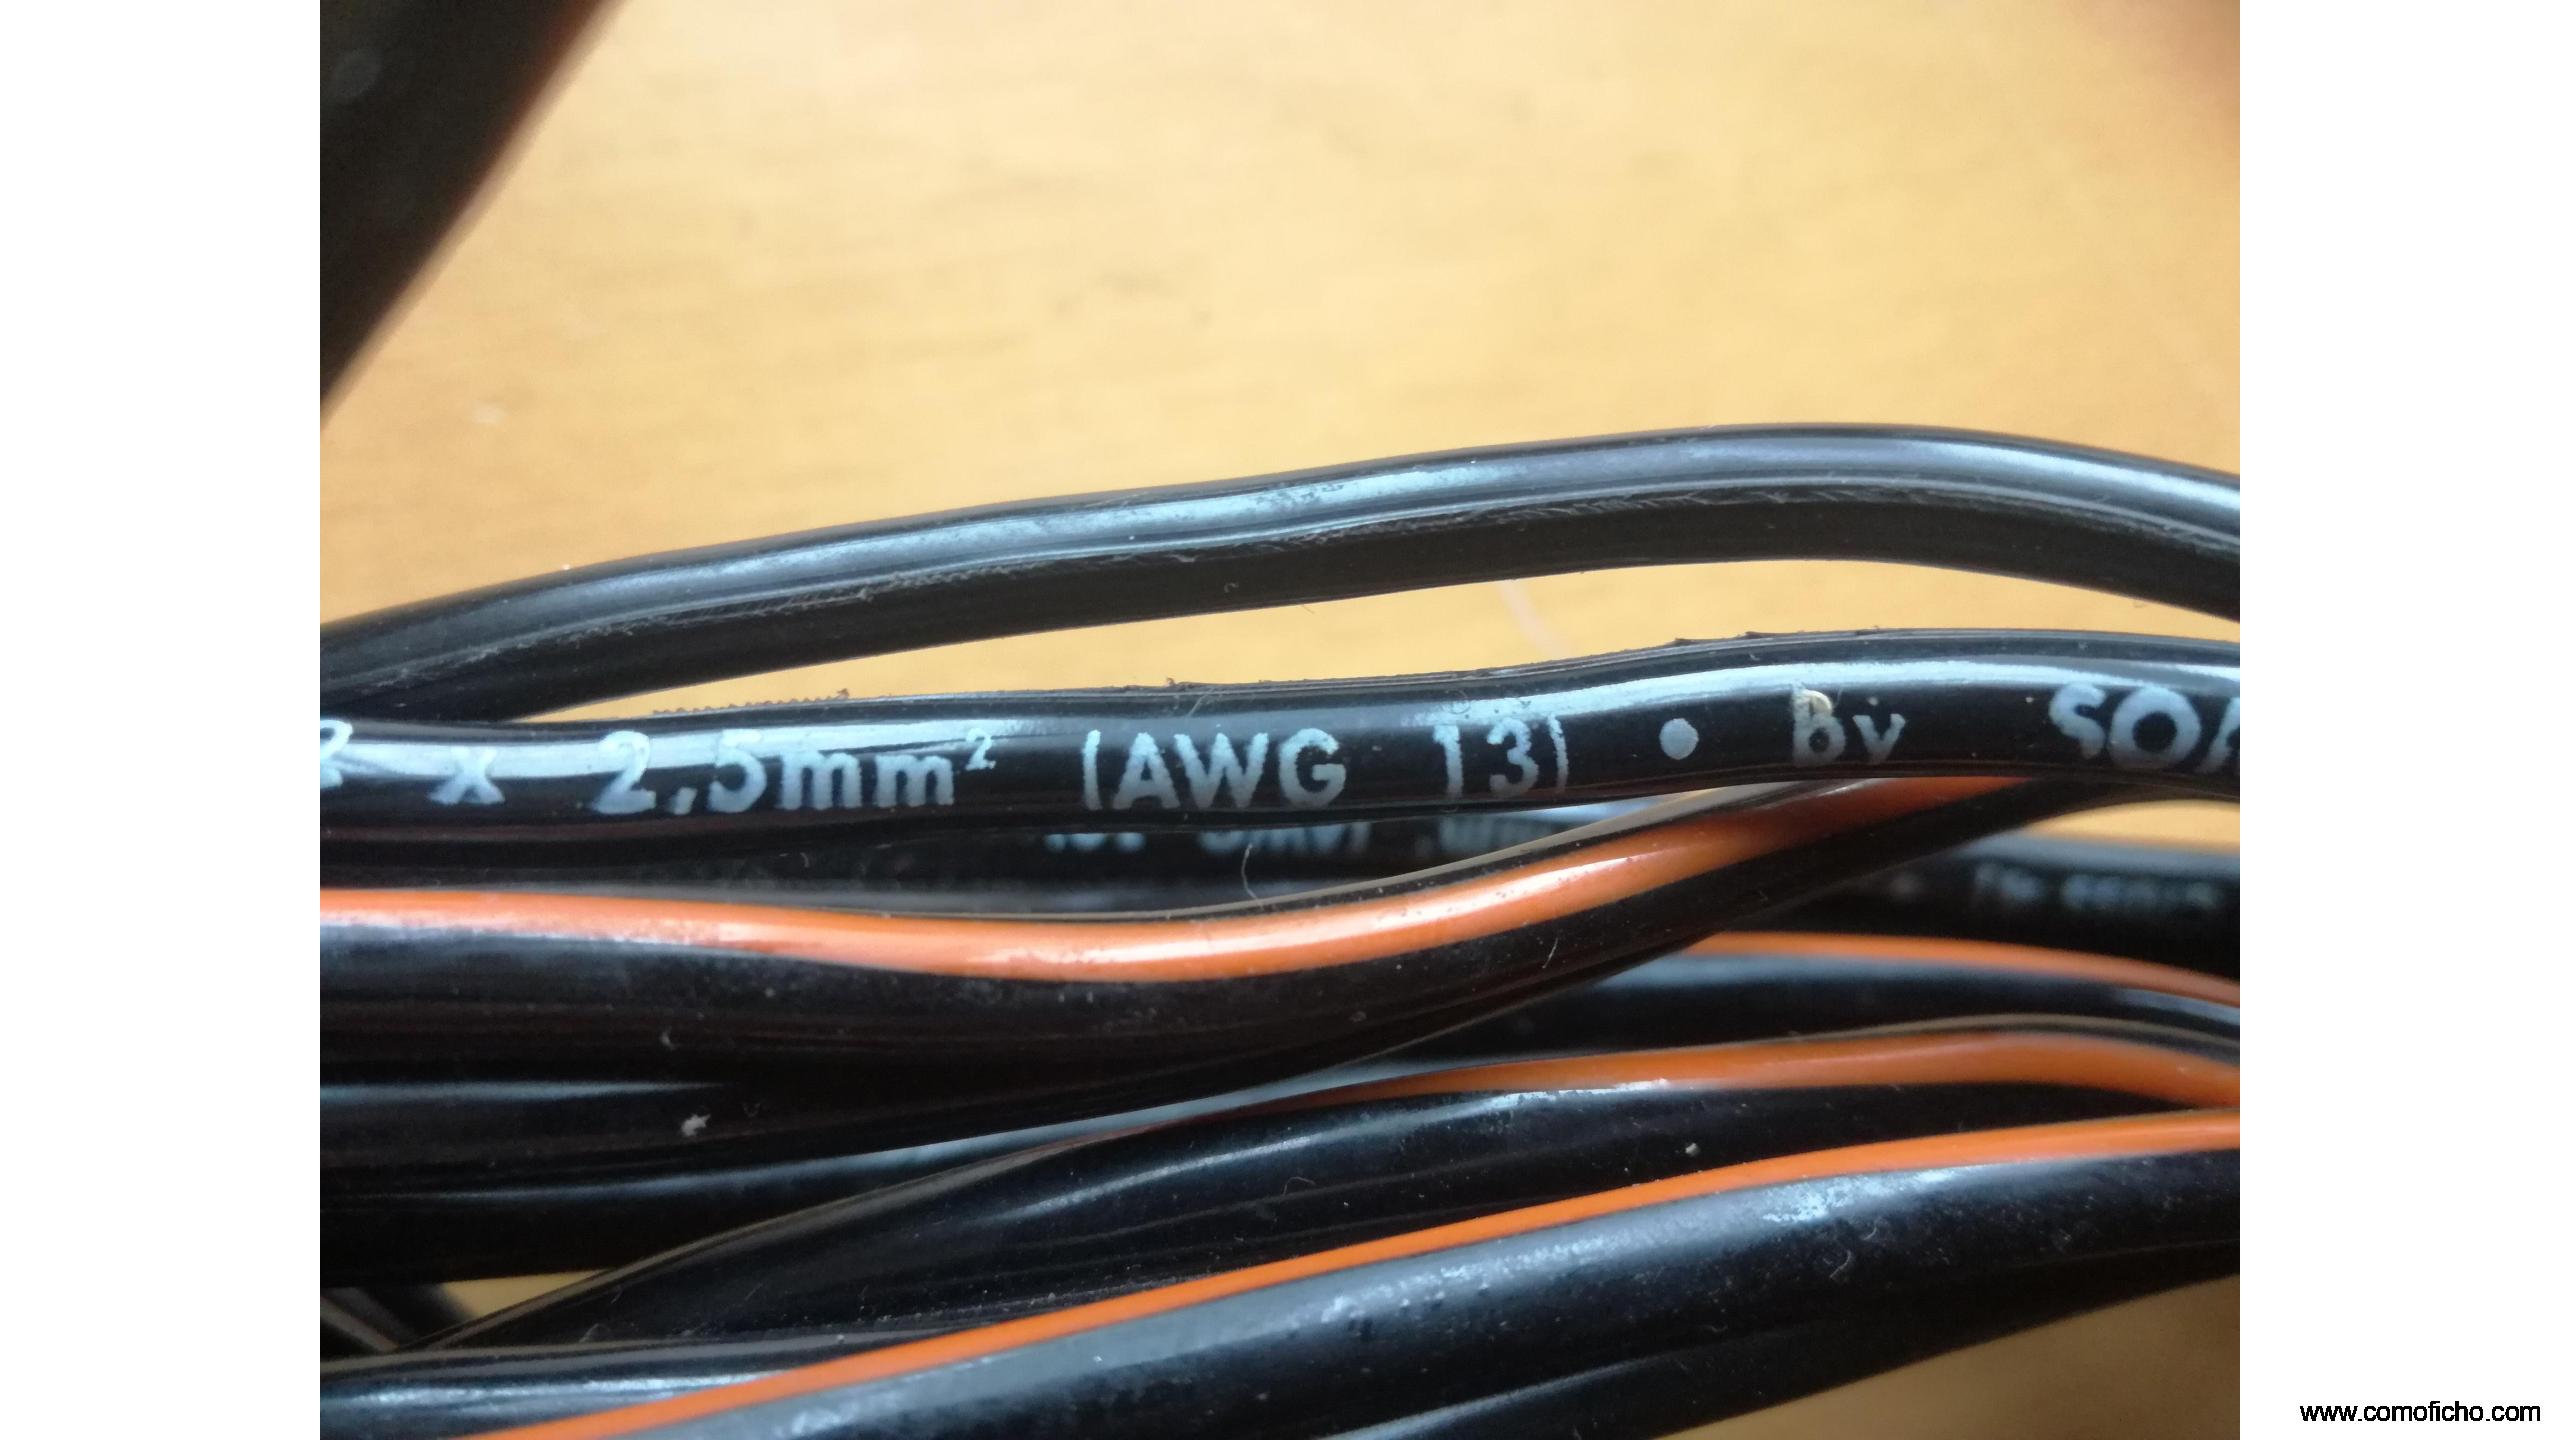 2 x 2,5mm² (AWG 13) • by
www.comoficho.com